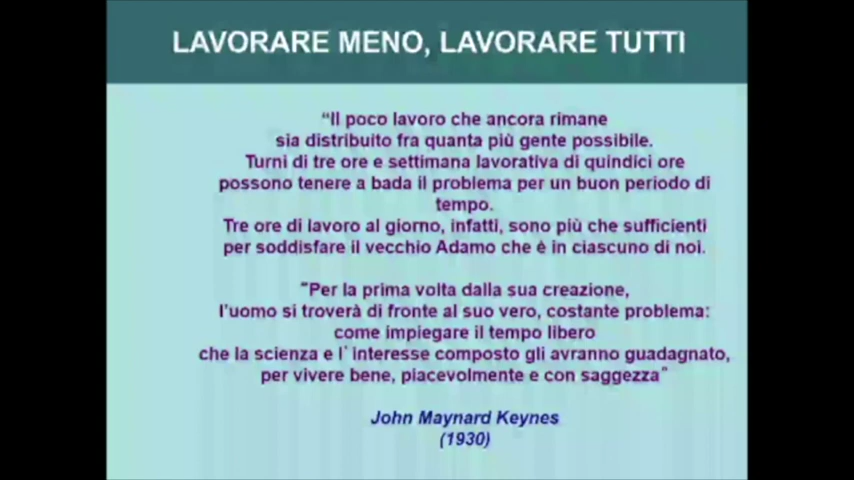 LAVORARE MENO, LAVORARE TUTTI
“Il poco lavoro che ancora rimane
sia distribuito fra quanta più gente possibile.
Turni di tre ore e settimana lavorativa di quindici ore
possono tenere a bada il problema per un buon periodo di
tempo.
Tre ore di lavoro al giorno, infatti, sono più che sufficienti
per soddisfare il vecchio Adamo che è in ciascuno di noi.
"Per la prima volta dalla sua creazione,
l'uomo si troverà di fronte al suo vero, costante problema:
come impiegare il tempo libero
che la scienza e l'interesse composto gli avranno guadagnato,
per vivere bene, piacevolmente e con saggezza"
John Maynard Keynes
(1930)